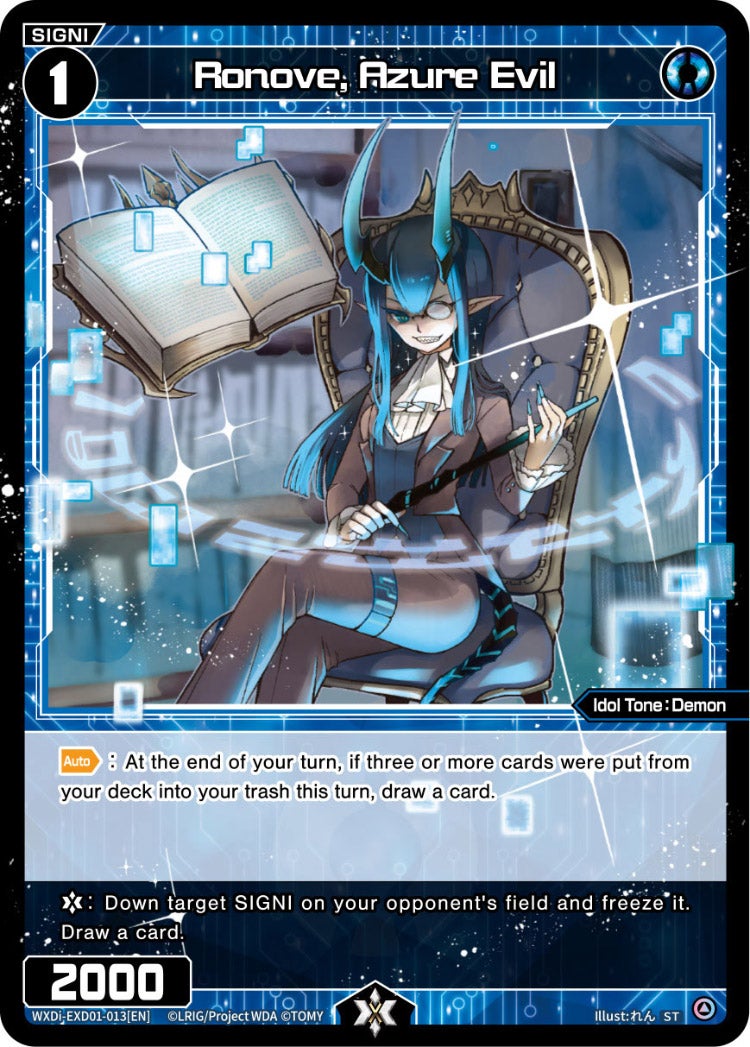 SIGNI
1
Ronove, Azure Evil
Idol Tone:Demon
Auto : At the end of your turn, if three or more cards were put from
your deck into your trash this turn, draw a card.
: Down target SIGNI on your opponent's field and freeze it.
Draw a card.
2000
WXDi-EXD01-013[EN] ©LRIG/Project WDA ©TOMY Illust:れん ST